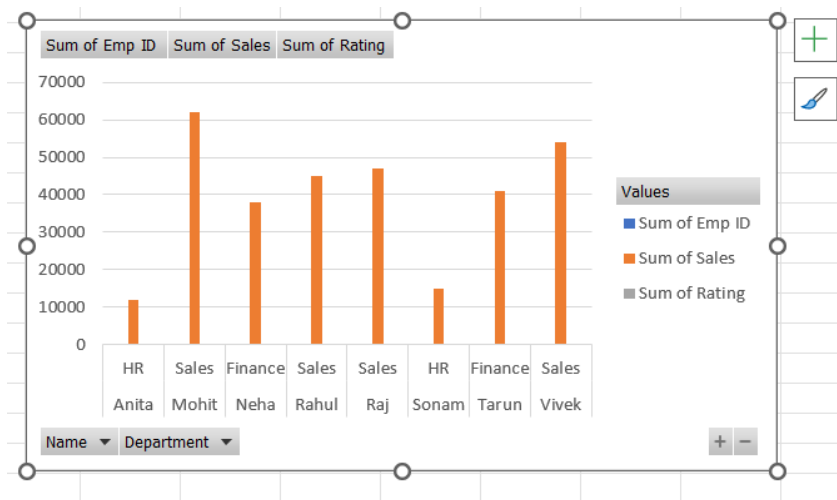 Sum of Emp ID Sum of Sales Sum of Rating
70000
60000
50000
40000
30000
20000
10000
0
HR Sales Finance Sales Sales HR Finance Sales
Anita Mohit Neha Rahul Raj Sonam Tarun Vivek
Values
Sum of Emp ID
Sum of Sales
Sum of Rating
Name Department